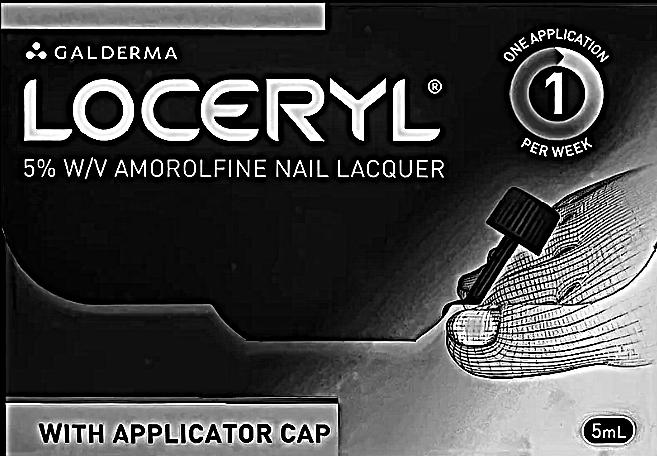 GALDERMA
LOCERYL®
5% W/V AMOROLFINE NAIL LACQUER
ONE APPLICATION
1
PER WEEK
WITH APPLICATOR CAP
5mL